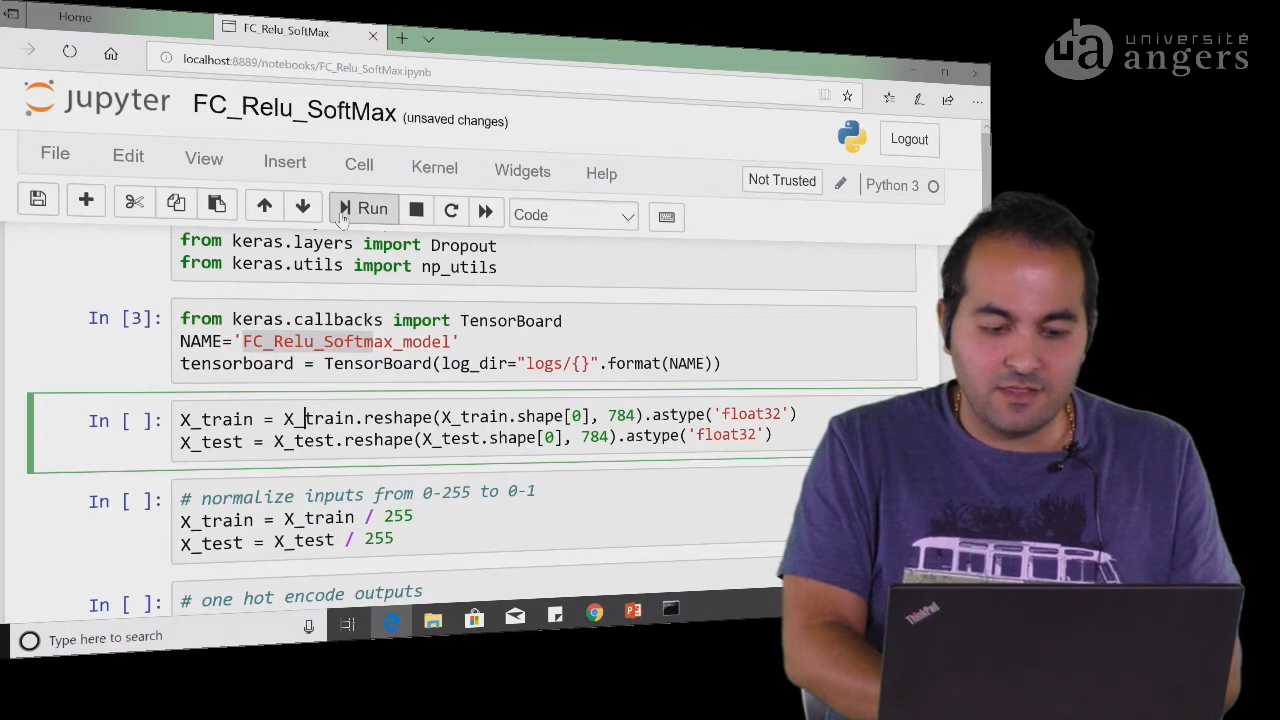 Home
FC_Relu_SoftMax
localhost:8889/notebooks/FC_Relu_SoftMax.ipynb
jupyter FC_Relu_SoftMax (unsaved changes)
Logout
File Edit View Insert Cell Kernel Widgets Help
Not Trusted
Python 3
Run
Code
from keras.layers import Dropout
from keras.utils import np_utils
In [3]:
from keras.callbacks import TensorBoard
NAME='FC_Relu_Softmax_model'
tensorboard = TensorBoard(log_dir="logs/{}".format(NAME))
In [ ]:
X_train = X_train.reshape(X_train.shape[0], 784).astype('float32')
X_test = X_test.reshape(X_test.shape[0], 784).astype('float32')
In [ ]:
# normalize inputs from 0-255 to 0-1
X_train = X_train / 255
X_test = X_test / 255
In [ ]:
# one hot encode outputs
Type here to search
ua université
angers
ThinkPad